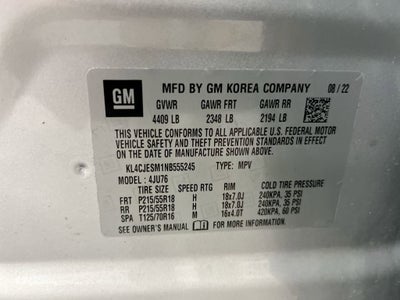 GM
MFD BY GM KOREA COMPANY 08/22
GVWR GAWR FRT GAWR RR
4409 LB 2348 LB 2194 LB
THIS VEHICLE CONFORMS TO ALL APPLICABLE U.S. FEDERAL MOTOR
VEHICLE SAFETY AND THEFT PREVENTION STANDARDS IN EFFECT ON THE
DATE OF MANUFACTURE SHOWN ABOVE.
KL4CJESM1NB555245 TYPE: MPV
MODEL: 4JU76
TIRE SIZE SPEED RTG RIM COLD TIRE PRESSURE
FRT P215/55R18 H 18x7.0J 240KPA, 35 PSI
RR P215/55R18 H 18x7.0J 240KPA, 35 PSI
SPA T125/70R16 M 16x4.0T 420KPA, 60 PSI
SEE OWNER'S MANUAL FOR MORE INFORMATION.